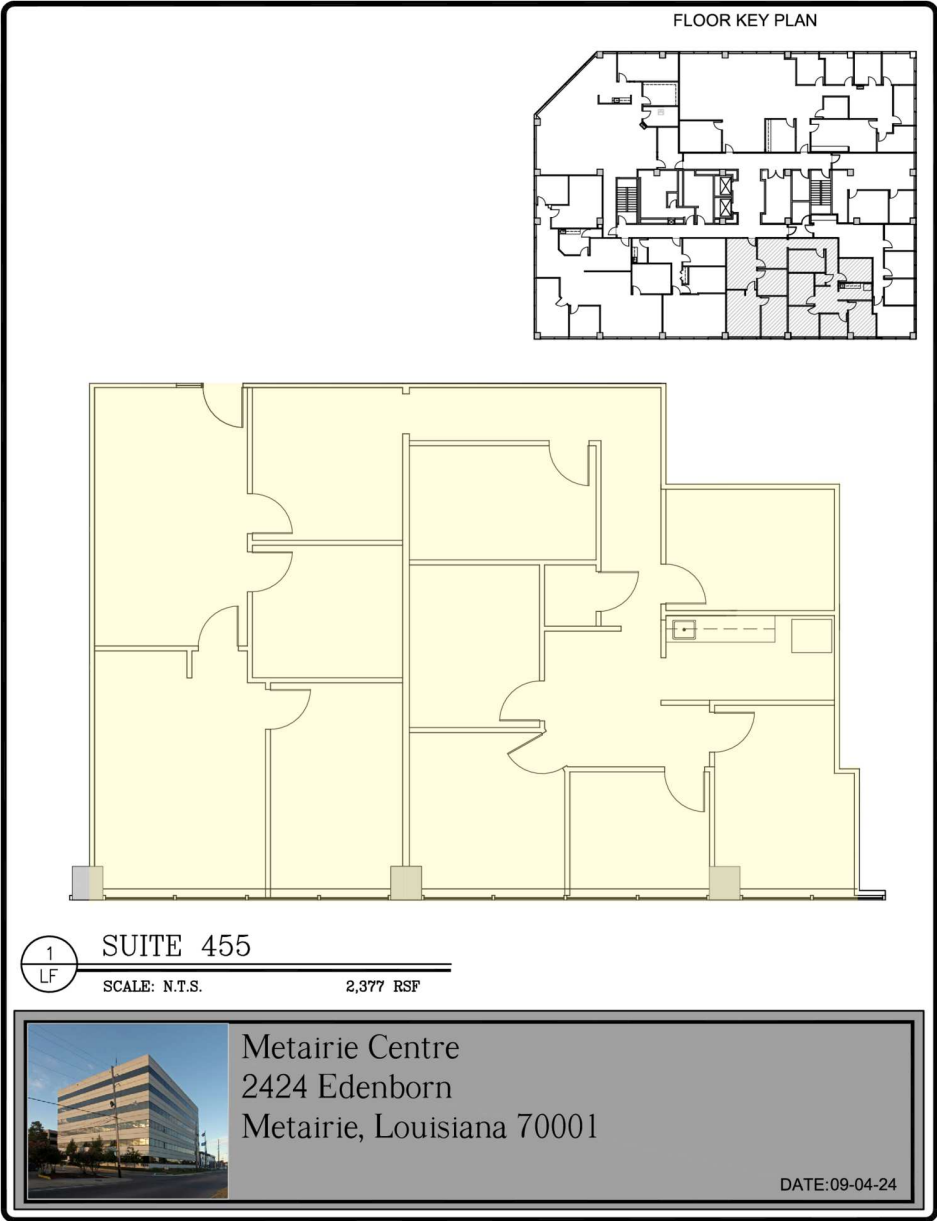 FLOOR KEY PLAN
1
LF
SUITE 455
SCALE: N.T.S.
2,377 RSF
Metairie Centre
2424 Edenborn
Metairie, Louisiana 70001
DATE:09-04-24